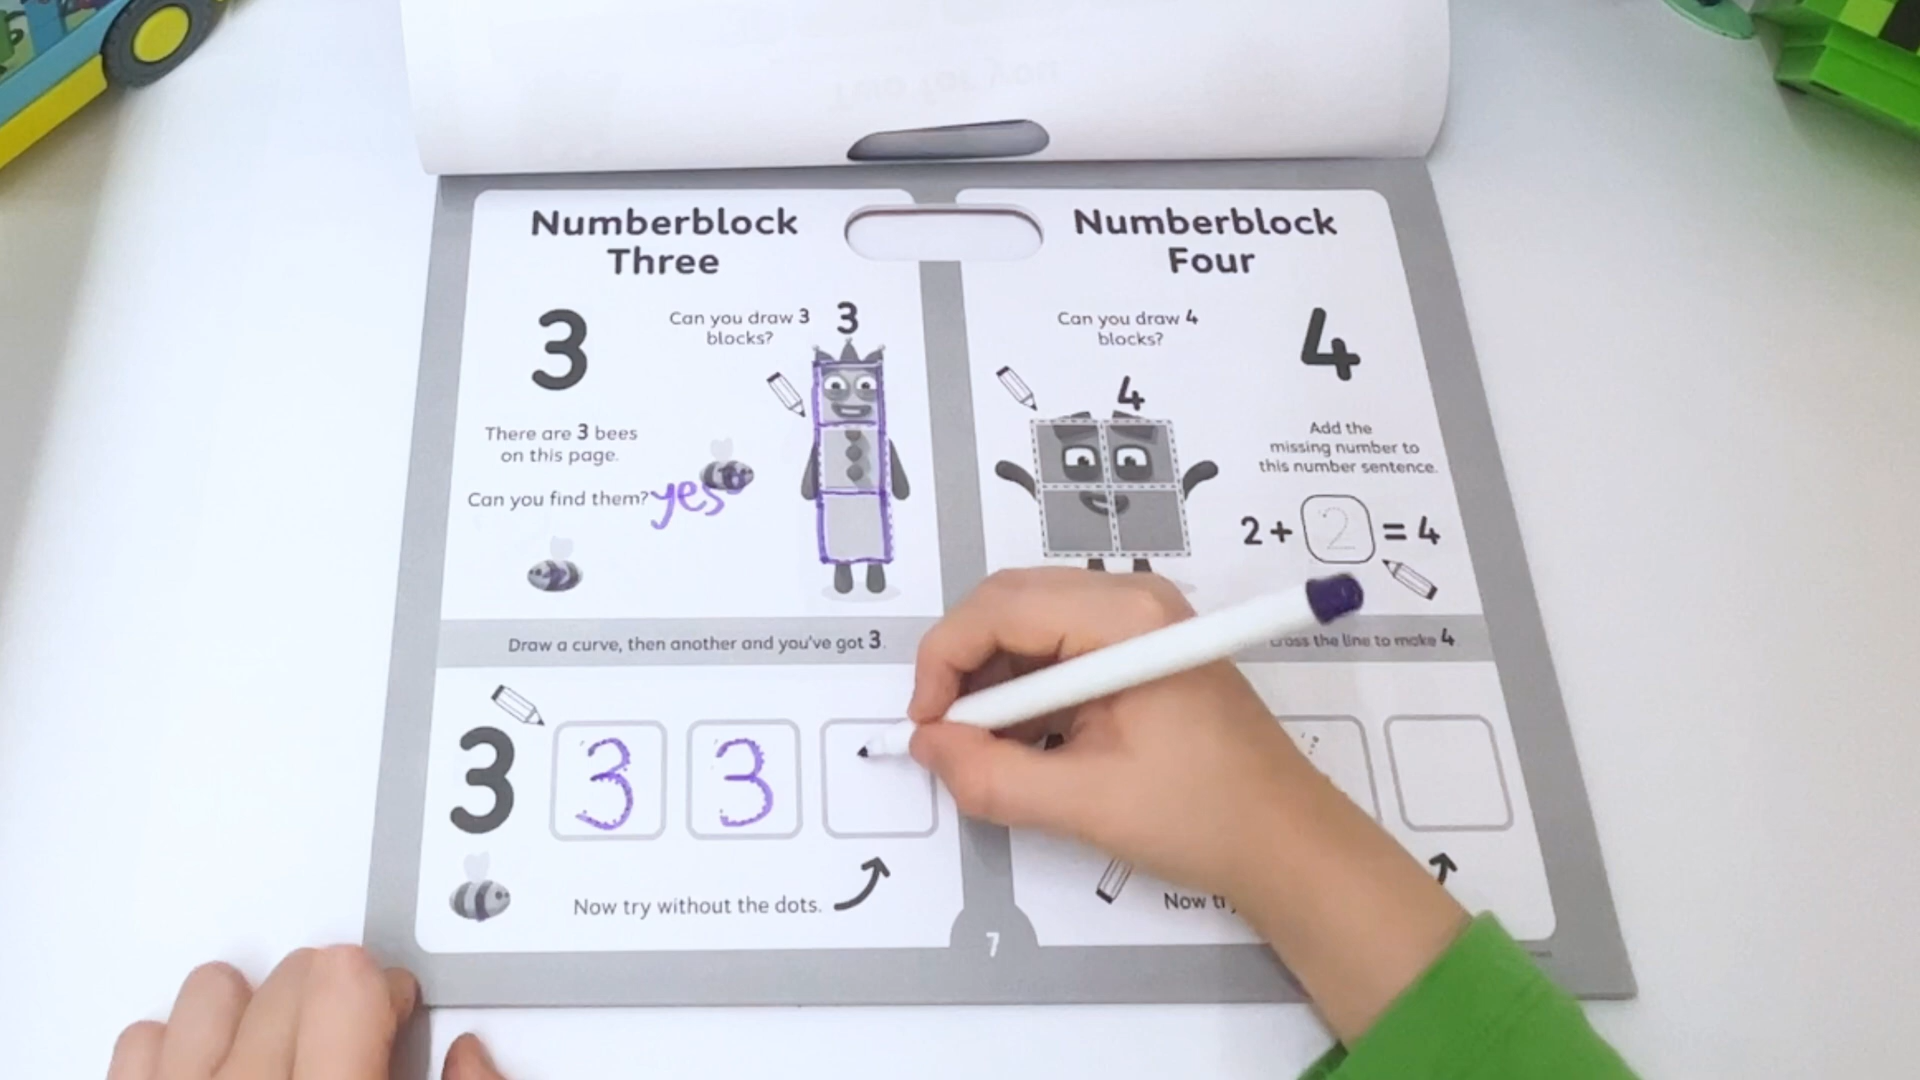 Numberblock
Three
3
Can you draw 3
blocks?
3
There are 3 bees
on this page.
Can you find them?
yes
Draw a curve, then another and you've got 3.
3
3
3
Now try without the dots.
Numberblock
Four
Can you draw 4
blocks?
4
4
Add the
missing number to
this number sentence.
2 + 2 = 4
cross the line to make 4
Now
7